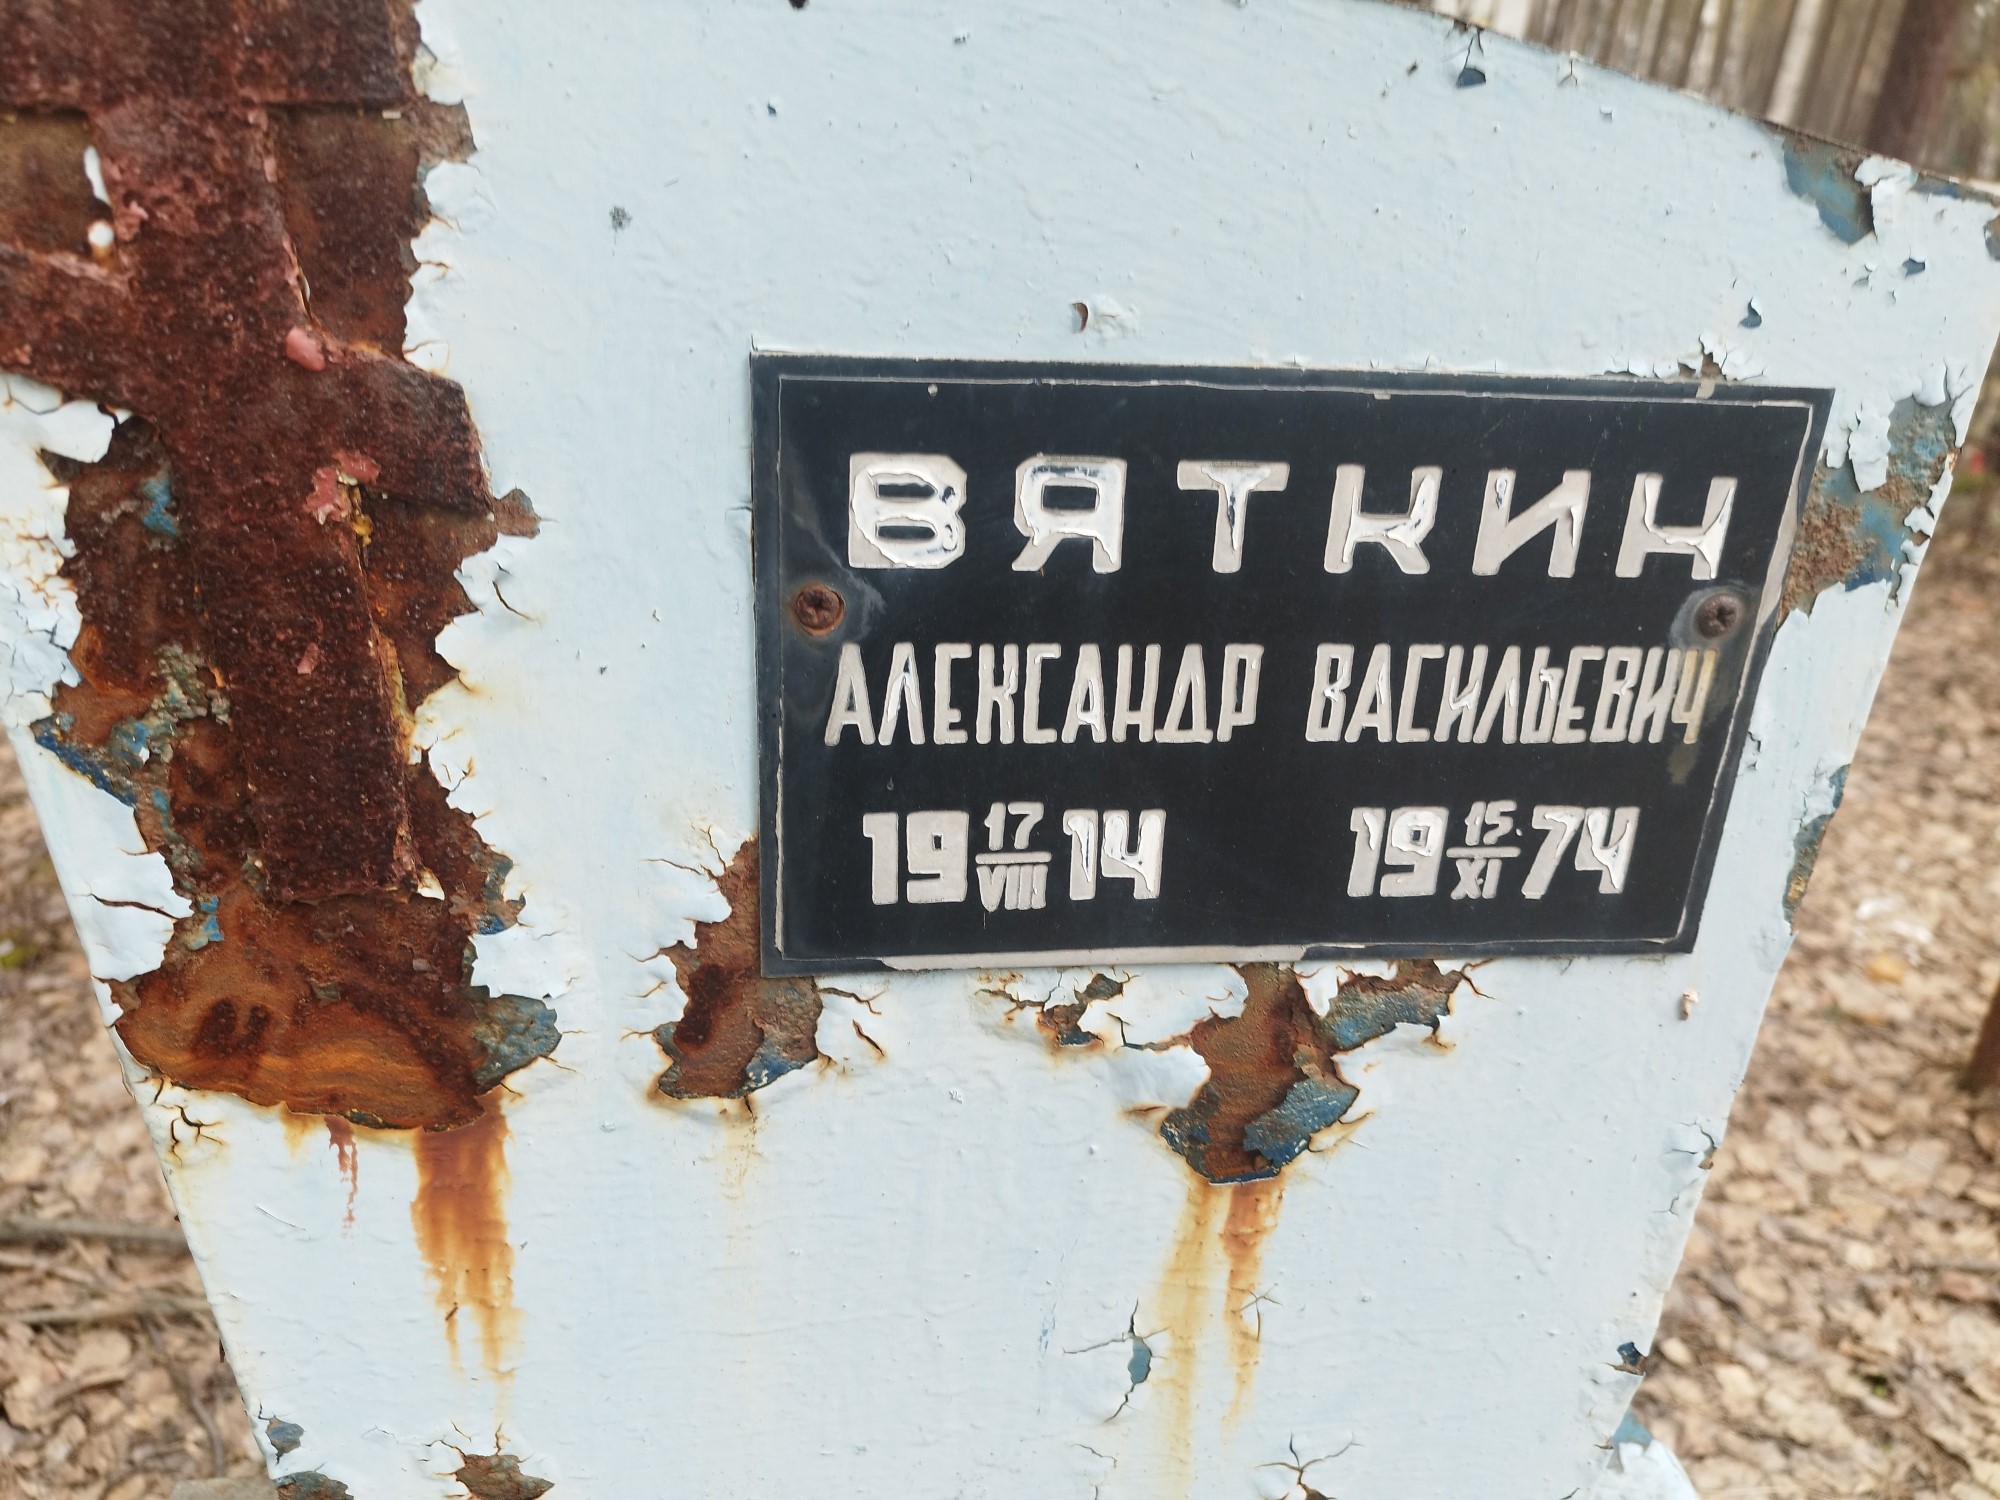 ВЯТКИН
АЛЕКСАНДР ВАСИЛЬЕВИЧ
19 17/VIII 14 19 15/XI 74